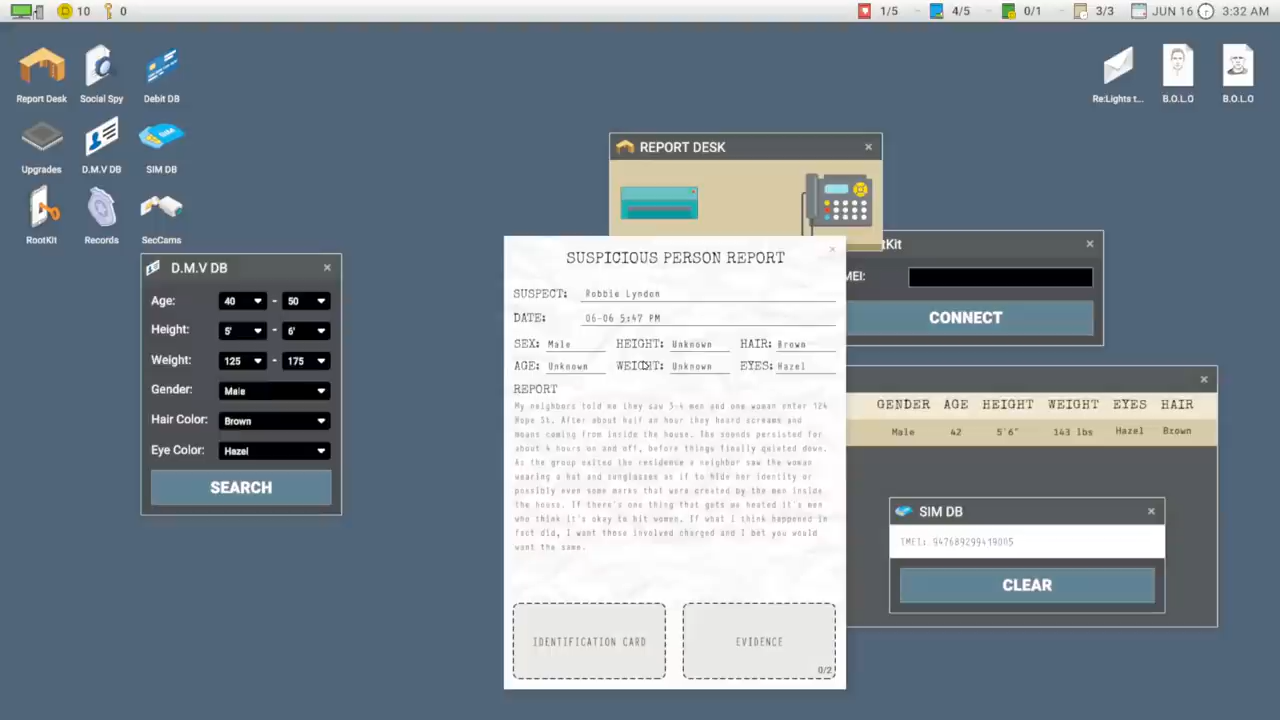 10
0
1/5
4/5
0/1
3/3
JUN 16
3:32 AM
Report Desk
Social Spy
Debit DB
Re:Lights t...
B.O.L.O
B.O.L.O
Upgrades
D.M.V DB
SIM DB
RootKit
Records
SecCams
REPORT DESK
D.M.V DB
Age: 40 - 50
Height: 5' - 6'
Weight: 125 - 175
Gender: Male
Hair Color: Brown
Eye Color: Hazel
SEARCH
SUSPICIOUS PERSON REPORT
SUSPECT: Robbie Lyndon
DATE: 06-06 5:47 PM
SEX: Male HEIGHT: Unknown HAIR: Brown
AGE: Unknown WEIGHT: Unknown EYES: Hazel
REPORT
My neighbors told me they saw 3-4 men and one woman enter 124
Hope St. After about half an hour they heard screams and
moans coming from inside the house. The sounds persisted for
about 4 hours on and off, before things finally quieted down.
As the group exited the residence a neighbor saw the woman
wearing a hat and sunglasses as if to hide her identity or
possibly even some marks that were created by the men inside
the house. If there's one thing that gets me heated it's men
who think it's okay to hit women. If what I think happened in
fact did, I want those involved charged and I bet you would
want the same.
IDENTIFICATION CARD
EVIDENCE
0/2
tKit
MEI:
CONNECT
GENDER AGE HEIGHT WEIGHT EYES HAIR
Male 42 5'6" 143 lbs Hazel Brown
SIM DB
IMEI: 947689299419005
CLEAR